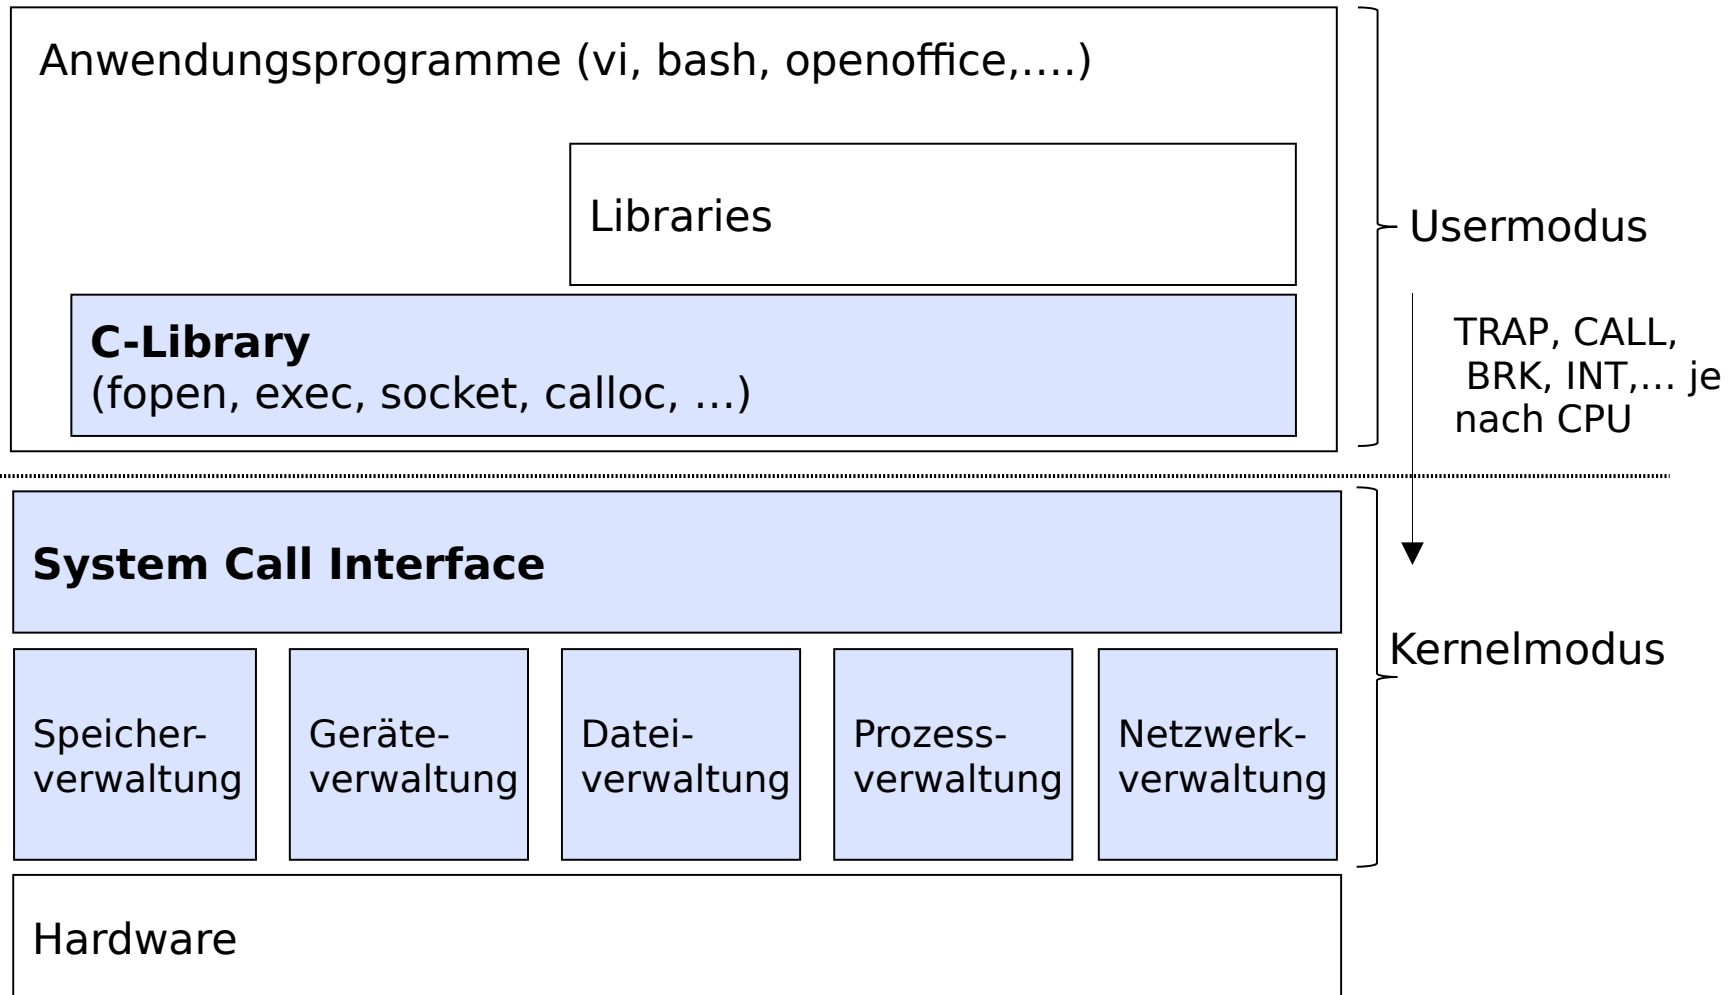 Anwendungsprogramme (vi, bash, openoffice,....)
Libraries
Usermodus
C-Library
(fopen, exec, socket, calloc, ...)
TRAP, CALL,
BRK, INT,... je
nach CPU
System Call Interface
Kernelmodus
Speicher-
verwaltung
Geräte-
verwaltung
Datei-
verwaltung
Prozess-
verwaltung
Netzwerk-
verwaltung
Hardware